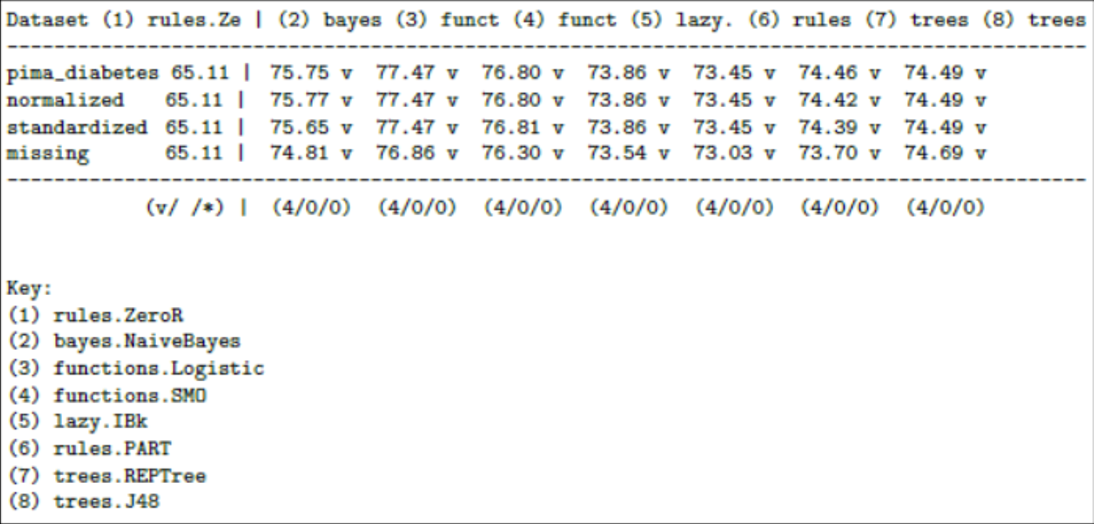 Dataset (1) rules.Ze | (2) bayes (3) funct (4) funct (5) lazy. (6) rules (7) trees (8) trees
--------------------------------------------------------------------------------------------
pima_diabetes 65.11 | 75.75 v 77.47 v 76.80 v 73.86 v 73.45 v 74.46 v 74.49 v
normalized 65.11 | 75.77 v 77.47 v 76.80 v 73.86 v 73.45 v 74.42 v 74.49 v
standardized 65.11 | 75.65 v 77.47 v 76.81 v 73.86 v 73.45 v 74.39 v 74.49 v
missing 65.11 | 74.81 v 76.86 v 76.30 v 73.54 v 73.03 v 73.70 v 74.69 v
--------------------------------------------------------------------------------------------
(v/ /*) | (4/0/0) (4/0/0) (4/0/0) (4/0/0) (4/0/0) (4/0/0) (4/0/0)
Key:
(1) rules.ZeroR
(2) bayes.NaiveBayes
(3) functions.Logistic
(4) functions.SMO
(5) lazy.IBk
(6) rules.PART
(7) trees.REPTree
(8) trees.J48